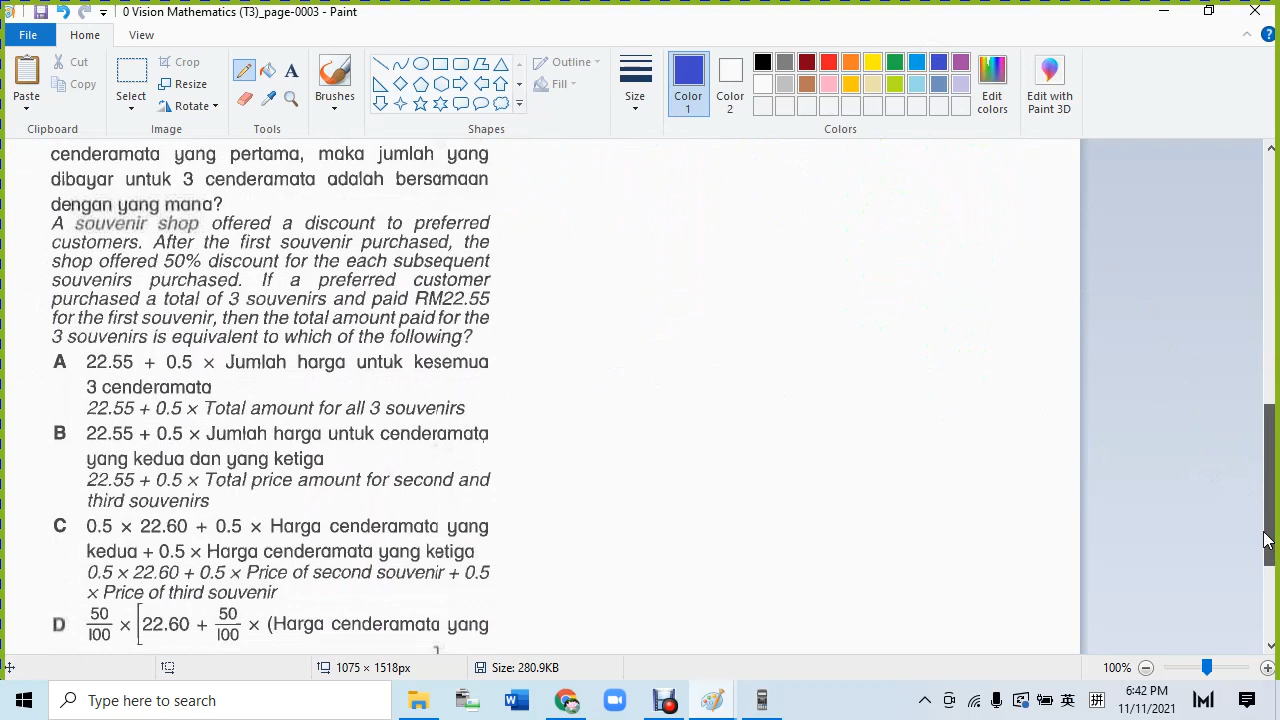 0 Vision Mathematics (T3)_page-0003 - Paint
File Home View
Paste Cut Copy
Clipboard
Select Crop Resize Rotate
Image
A
Tools
Brushes
Outline
Fill
Shapes
Size
Color 1
Color 2
Edit colors
Colors
Edit with Paint 3D
cenderamata yang pertama, maka jumlah yang
dibayar untuk 3 cenderamata adalah bersamaan
dengan yang mana?
A souvenir shop offered a discount to preferred
customers. After the first souvenir purchased, the
shop offered 50% discount for the each subsequent
souvenirs purchased. If a preferred customer
purchased a total of 3 souvenirs and paid RM22.55
for the first souvenir, then the total amount paid for the
3 souvenirs is equivalent to which of the following?
A 22.55 + 0.5 × Jumlah harga untuk kesemua
3 cenderamata
22.55 + 0.5 × Total amount for all 3 souvenirs
B 22.55 + 0.5 × Jumlah harga untuk cenderamata
yang kedua dan yang ketiga
22.55 + 0.5 × Total price amount for second and
third souvenirs
C 0.5 × 22.60 + 0.5 × Harga cenderamata yang
kedua + 0.5 × Harga cenderamata yang ketiga
0.5 × 22.60 + 0.5 × Price of second souvenir + 0.5
× Price of third souvenir
D 50/100 × [22.60 + 50/100 × (Harga cenderamata yang
1075 × 1518px
Size: 280.9KB
100%
Type here to search
英 拼
6:42 PM
11/11/2021